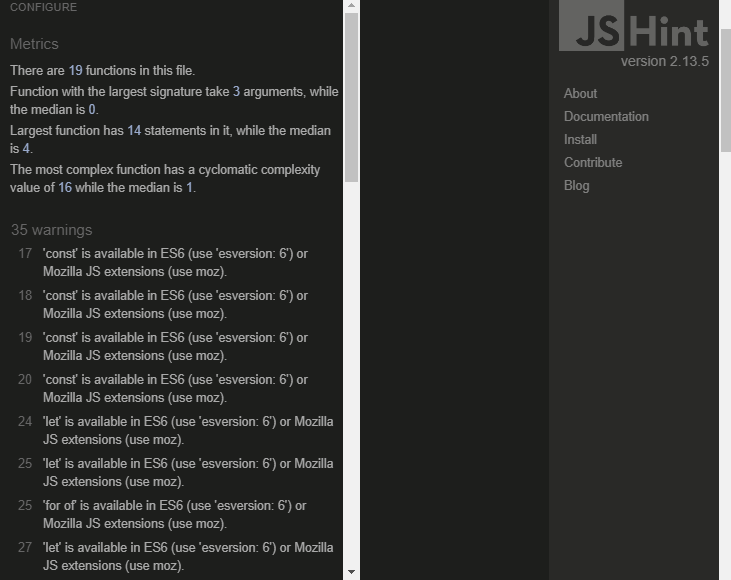 CONFIGURE
Metrics
There are 19 functions in this file.
Function with the largest signature take 3 arguments, while
the median is 0.
Largest function has 14 statements in it, while the median
is 4.
The most complex function has a cyclomatic complexity
value of 16 while the median is 1.
35 warnings
17 'const' is available in ES6 (use 'esversion: 6') or
Mozilla JS extensions (use moz).
18 'const' is available in ES6 (use 'esversion: 6') or
Mozilla JS extensions (use moz).
19 'const' is available in ES6 (use 'esversion: 6') or
Mozilla JS extensions (use moz).
20 'const' is available in ES6 (use 'esversion: 6') or
Mozilla JS extensions (use moz).
24 'let' is available in ES6 (use 'esversion: 6') or Mozilla
JS extensions (use moz).
25 'let' is available in ES6 (use 'esversion: 6') or Mozilla
JS extensions (use moz).
25 'for of' is available in ES6 (use 'esversion: 6') or
Mozilla JS extensions (use moz).
27 'let' is available in ES6 (use 'esversion: 6') or Mozilla
JS extensions (use moz).
JSHint
version 2.13.5
About
Documentation
Install
Contribute
Blog